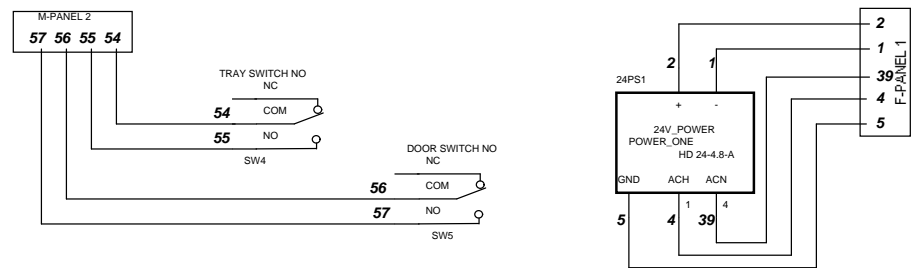 M-PANEL 2
57 56 55 54
TRAY SWITCH NO
NC
54
COM
55
NO
SW4
DOOR SWITCH NO
NC
56
COM
57
NO
SW5
2
1
39
4
5
F-PANEL 1
2
1
24PS1
+ -
24V_POWER
POWER_ONE
HD 24-4.8-A
GND ACH ACN
1 4
5 4 39